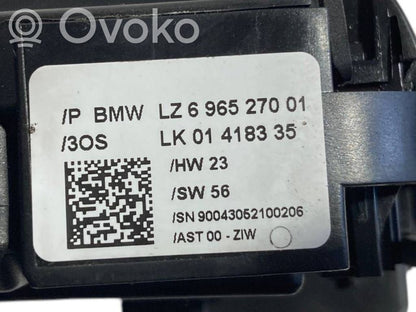 Ovoko
/P BMW LZ 6 965 270 01
/3OS LK 01 4183 35
/HW 23
/SW 56
/SN 90043052100206
/AST 00 - ZIW